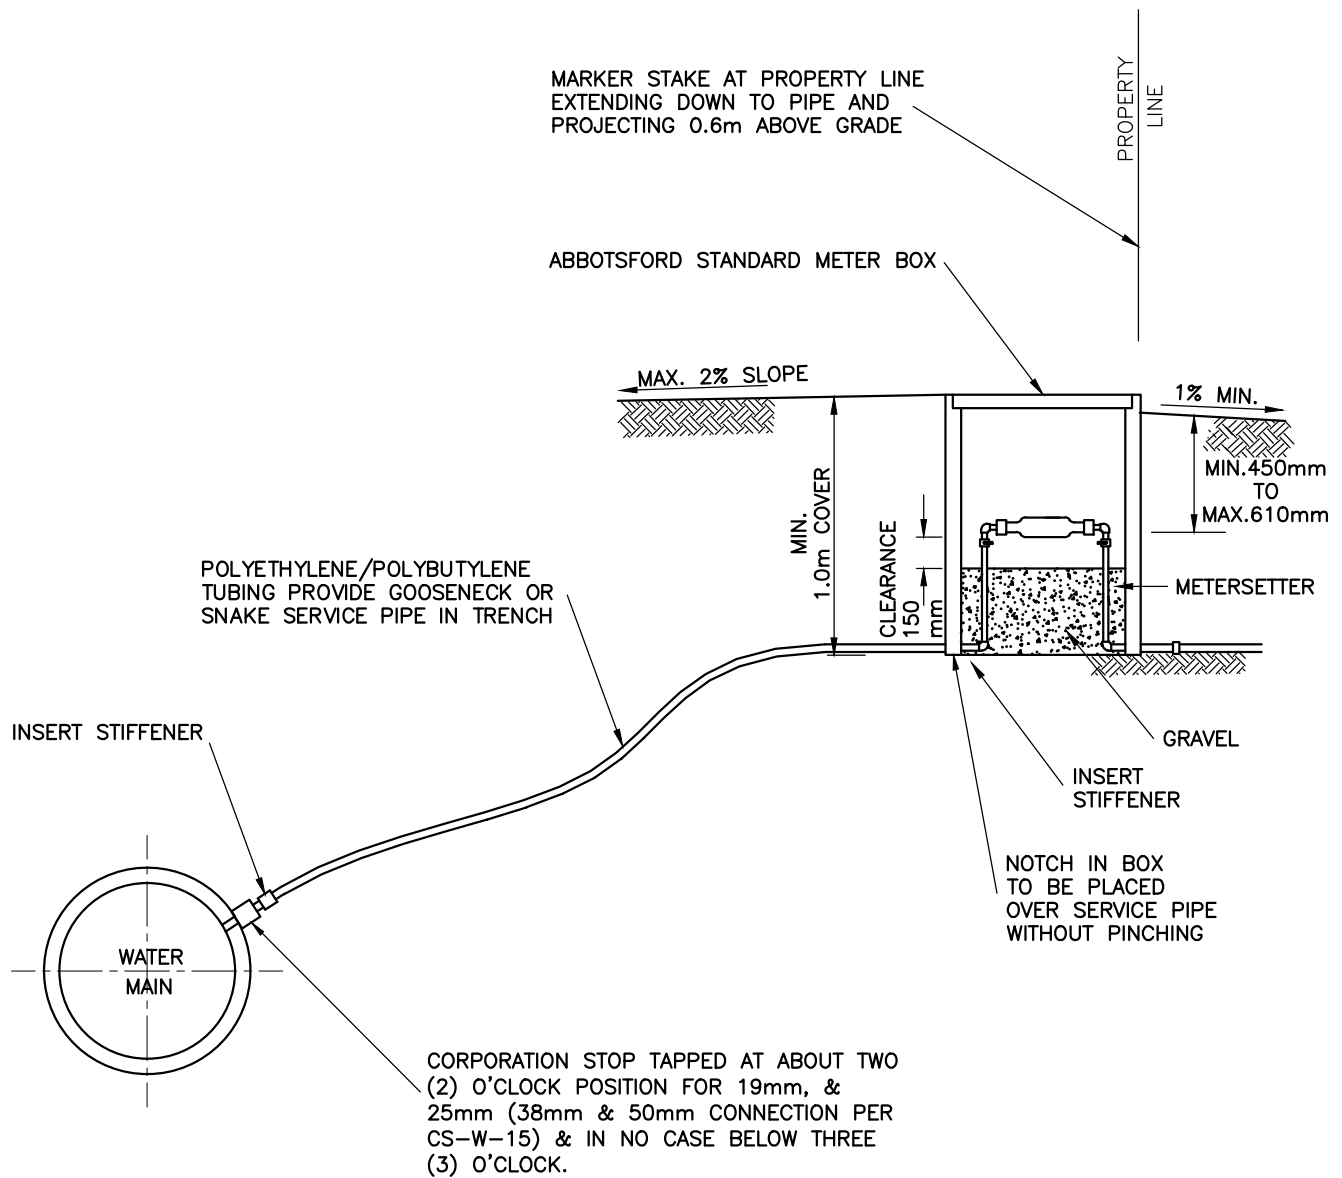 MARKER STAKE AT PROPERTY LINE
EXTENDING DOWN TO PIPE AND
PROJECTING 0.6m ABOVE GRADE
PROPERTY
LINE
ABBOTSFORD STANDARD METER BOX
MAX. 2% SLOPE
1% MIN.
MIN.450mm
TO
MAX.610mm
MIN.
1.0m COVER
CLEARANCE
150
mm
POLYETHYLENE/POLYBUTYLENE
TUBING PROVIDE GOOSENECK OR
SNAKE SERVICE PIPE IN TRENCH
METERSETTER
INSERT STIFFENER
GRAVEL
INSERT
STIFFENER
NOTCH IN BOX
TO BE PLACED
OVER SERVICE PIPE
WITHOUT PINCHING
WATER
MAIN
CORPORATION STOP TAPPED AT ABOUT TWO
(2) O'CLOCK POSITION FOR 19mm, &
25mm (38mm & 50mm CONNECTION PER
CS-W-15) & IN NO CASE BELOW THREE
(3) O'CLOCK.